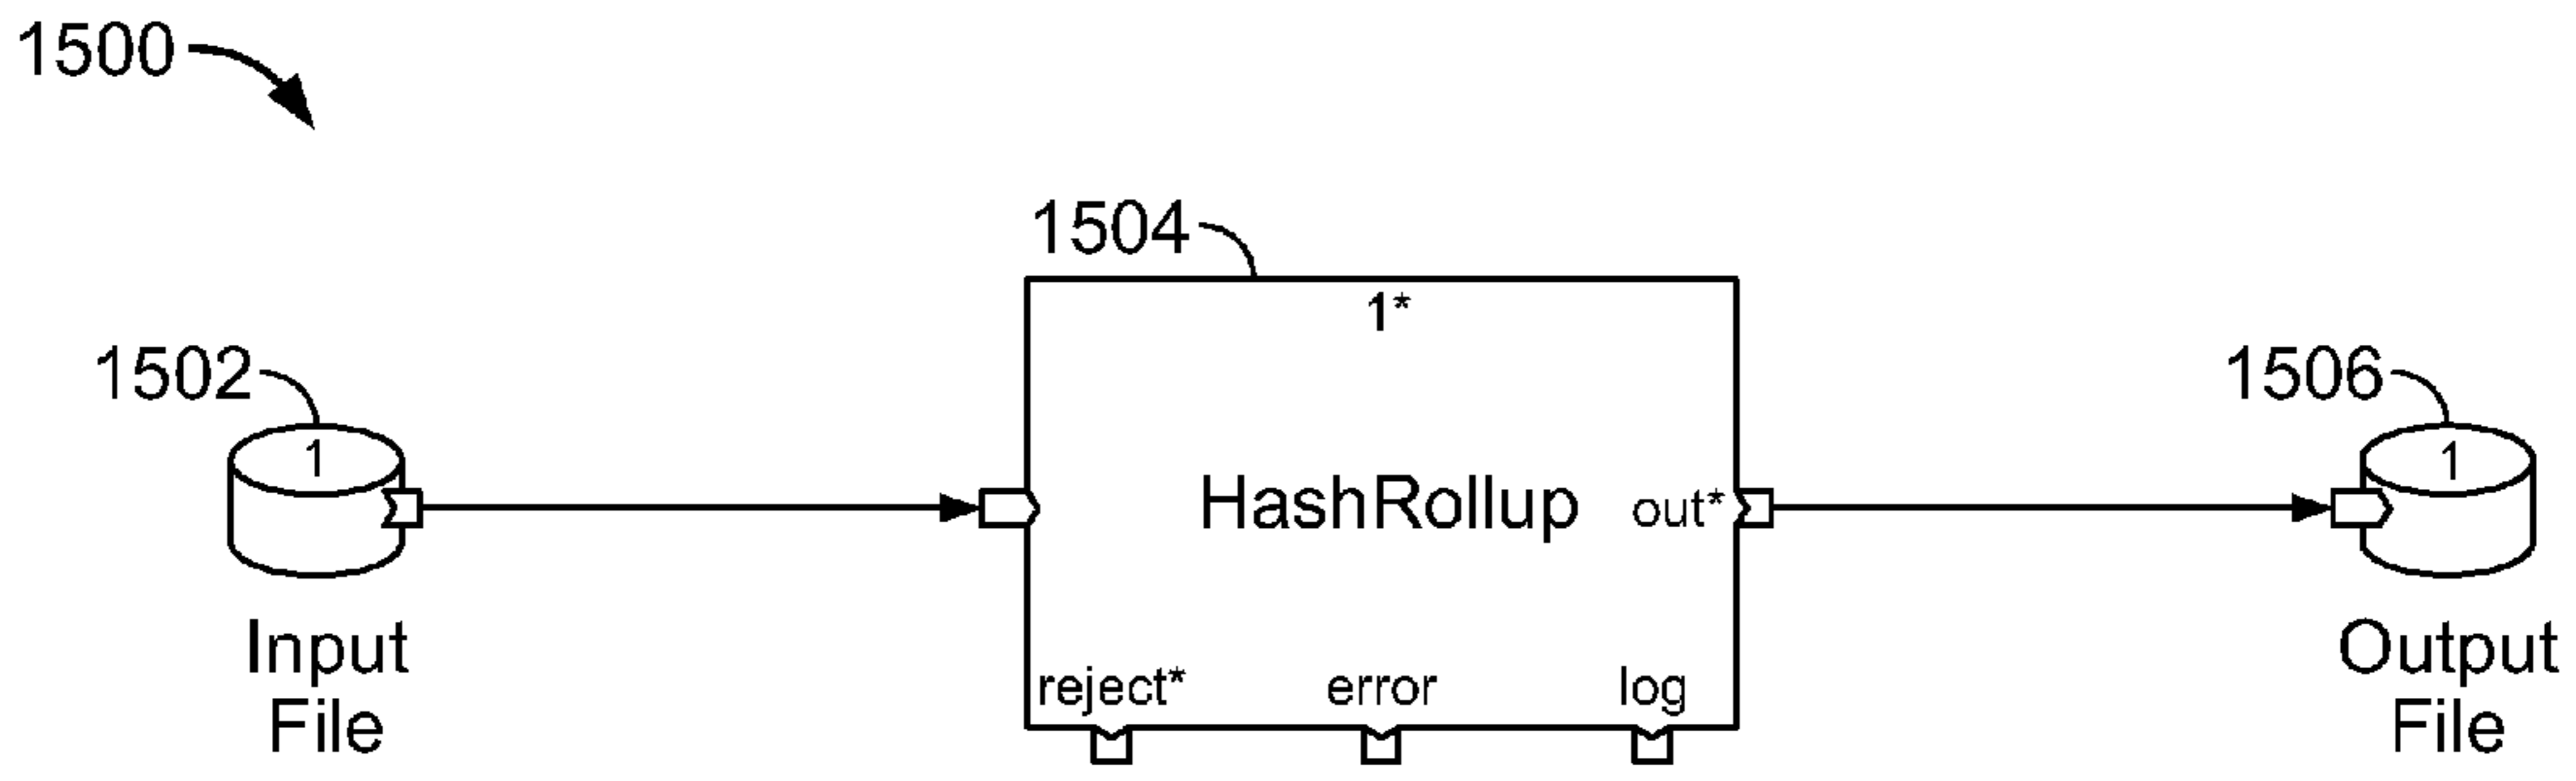 1500
1504
1*
1502
1506
1
1
HashRollup
out*
Input
File
reject*
error
log
Output
File